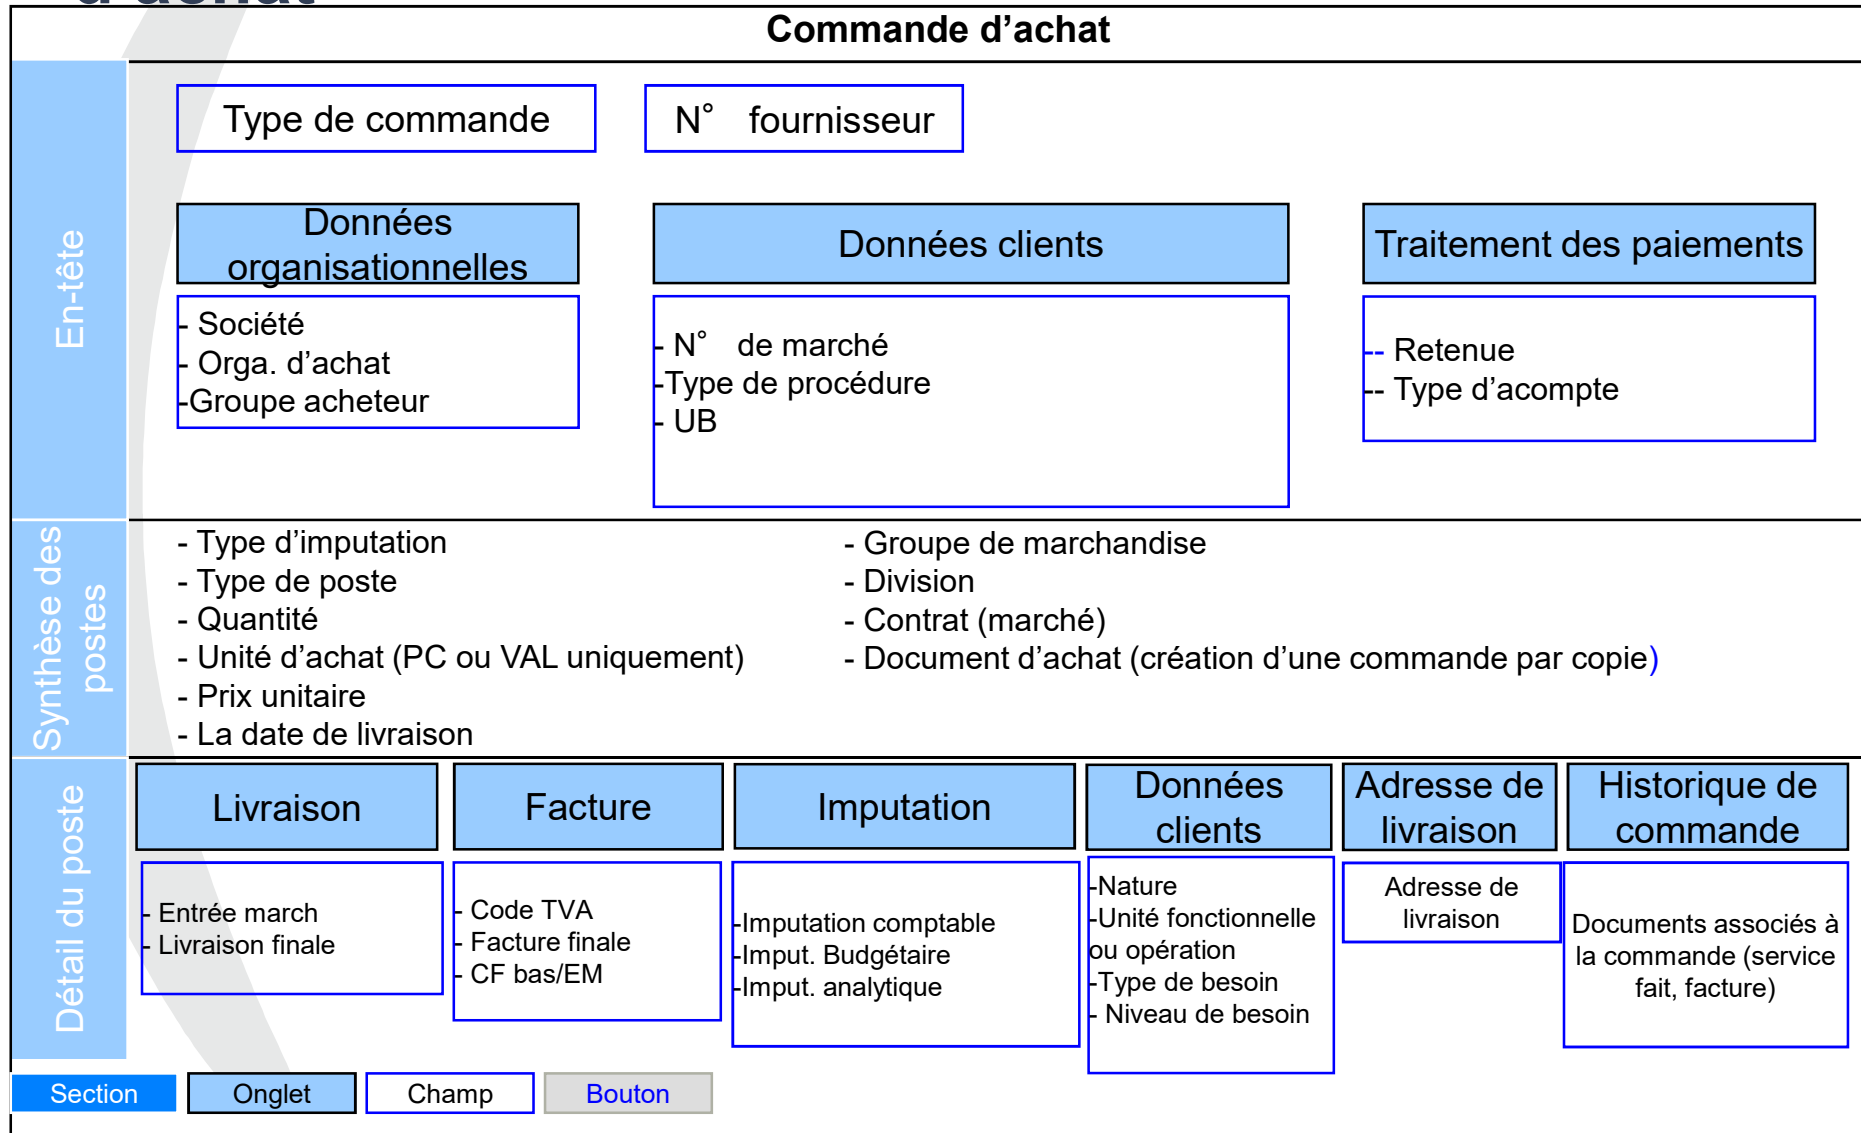 d'achat
Commande d’achat
En-tête
Type de commande
N° fournisseur
Données
organisationnelles
Données clients
Traitement des paiements
- Société
- Orga. d’achat
-Groupe acheteur
- N° de marché
-Type de procédure
- UB
-- Retenue
-- Type d’acompte
Synthèse des
postes
- Type d’imputation
- Type de poste
- Quantité
- Unité d’achat (PC ou VAL uniquement)
- Prix unitaire
- La date de livraison
- Groupe de marchandise
- Division
- Contrat (marché)
- Document d’achat (création d’une commande par copie)
Détail du poste
Livraison
Facture
Imputation
Données
clients
Adresse de
livraison
Historique de
commande
- Entrée march
- Livraison finale
- Code TVA
- Facture finale
- CF bas/EM
-Imputation comptable
-Imput. Budgétaire
-Imput. analytique
-Nature
-Unité fonctionnelle
ou opération
-Type de besoin
- Niveau de besoin
Adresse de
livraison
Documents associés à
la commande (service
fait, facture)
Section
Onglet
Champ
Bouton